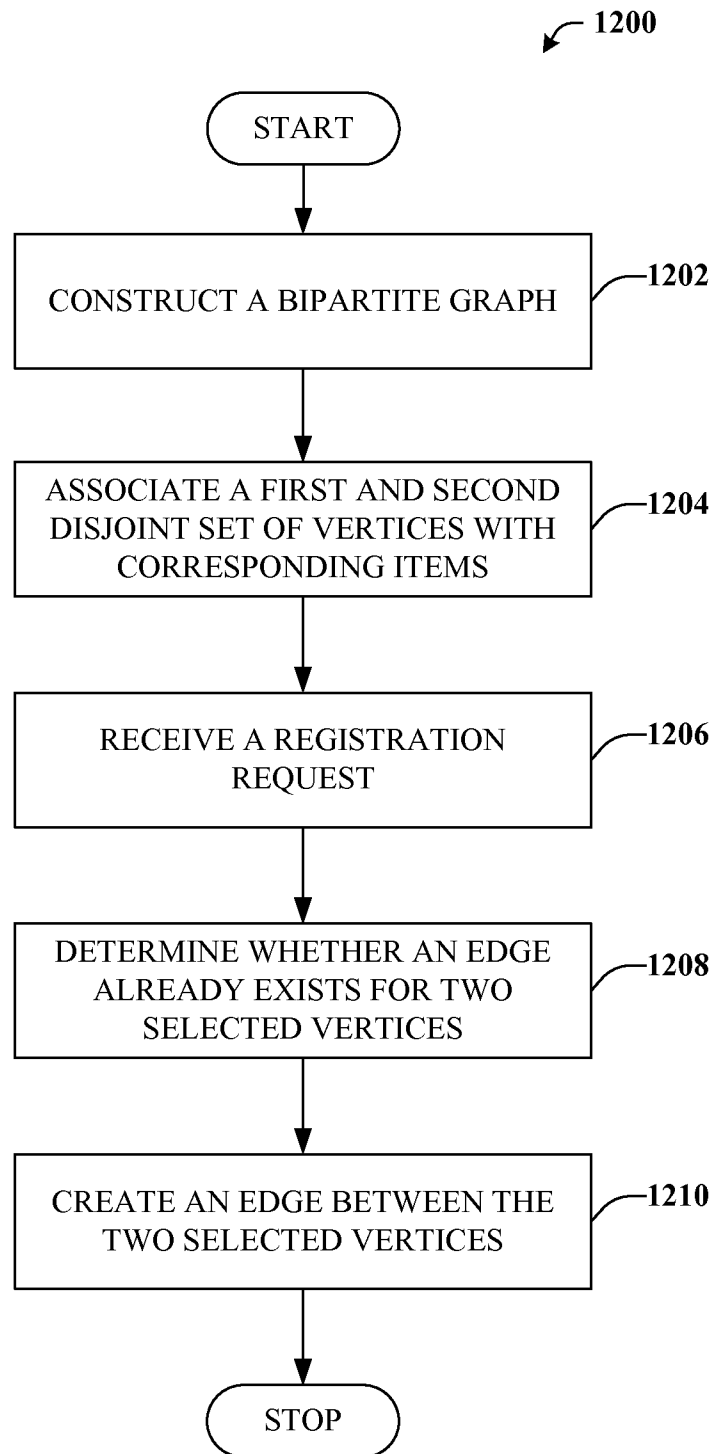 1200
START
CONSTRUCT A BIPARTITE GRAPH
1202
ASSOCIATE A FIRST AND SECOND
DISJOINT SET OF VERTICES WITH
CORRESPONDING ITEMS
1204
RECEIVE A REGISTRATION
REQUEST
1206
DETERMINE WHETHER AN EDGE
ALREADY EXISTS FOR TWO
SELECTED VERTICES
1208
CREATE AN EDGE BETWEEN THE
TWO SELECTED VERTICES
1210
STOP